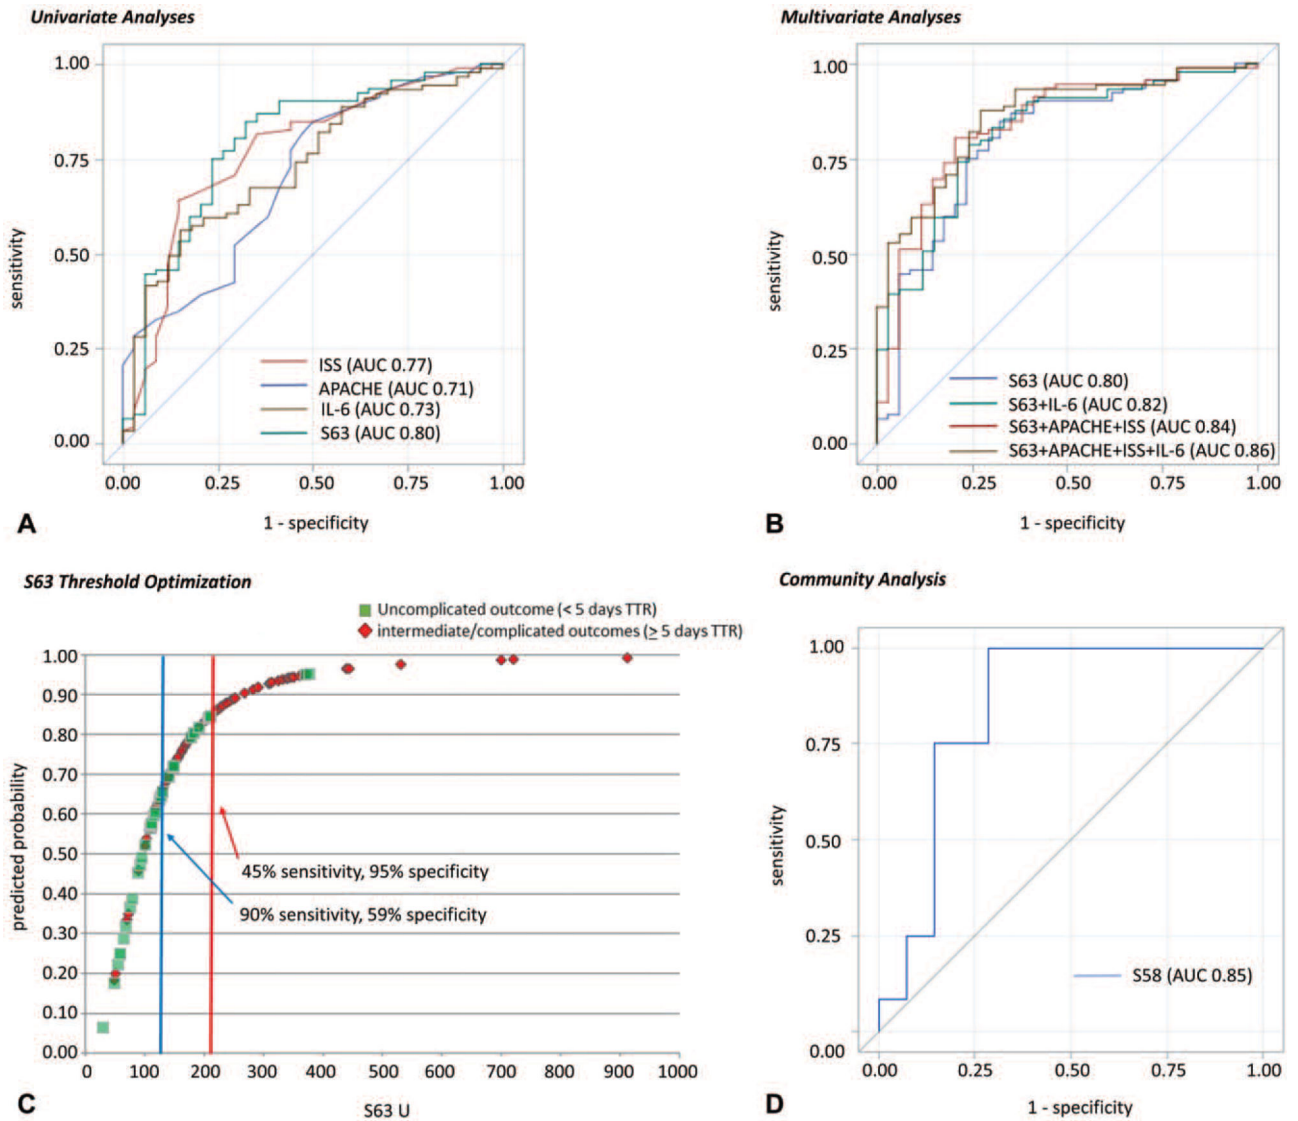 Univariate Analyses
1.00
0.75
0.50
0.25
0.00
sensitivity
ISS (AUC 0.77)
APACHE (AUC 0.71)
IL-6 (AUC 0.73)
S63 (AUC 0.80)
0.00 0.25 0.50 0.75 1.00
1 - specificity
A
Multivariate Analyses
1.00
0.75
0.50
0.25
0.00
sensitivity
S63 (AUC 0.80)
S63+IL-6 (AUC 0.82)
S63+APACHE+ISS (AUC 0.84)
S63+APACHE+ISS+IL-6 (AUC 0.86)
0.00 0.25 0.50 0.75 1.00
1 - specificity
B
S63 Threshold Optimization
Uncomplicated outcome (< 5 days TTR)
intermediate/complicated outcomes (≥ 5 days TTR)
1.00
0.90
0.80
0.70
0.60
0.50
0.40
0.30
0.20
0.10
0.00
predicted probability
45% sensitivity, 95% specificity
90% sensitivity, 59% specificity
0 100 200 300 400 500 600 700 800 900 1000
S63 U
C
Community Analysis
1.00
0.75
0.50
0.25
0.00
sensitivity
S58 (AUC 0.85)
0.00 0.25 0.50 0.75 1.00
1 - specificity
D